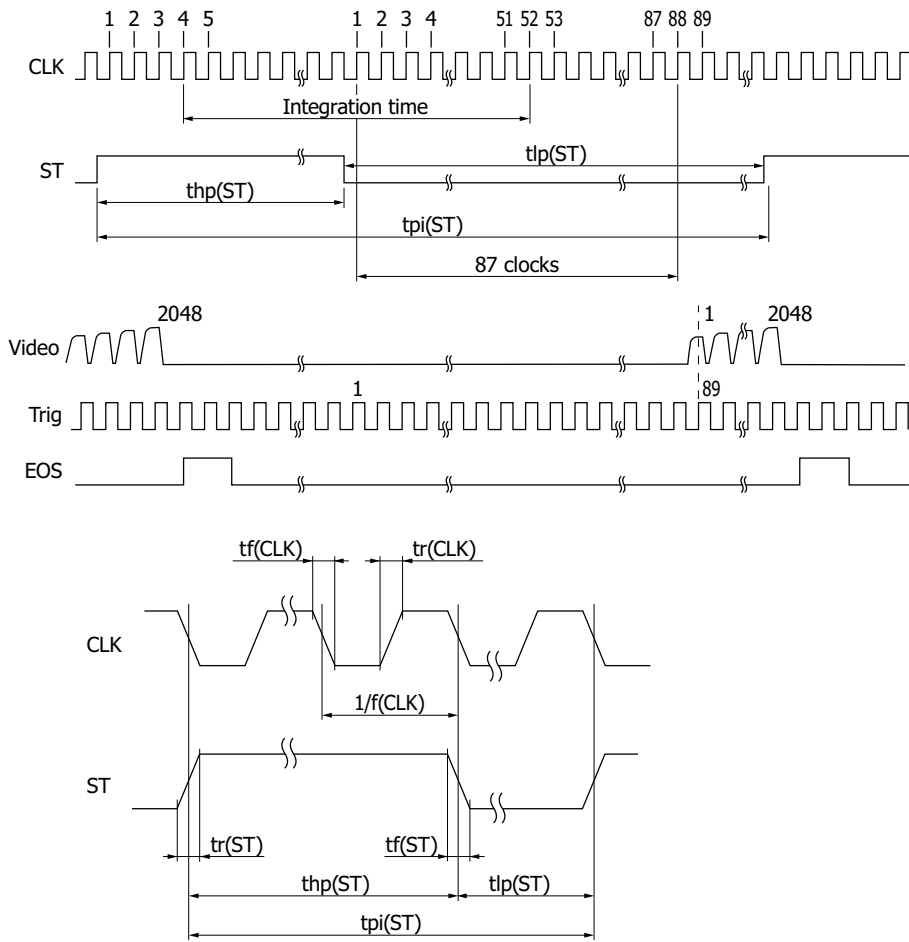 1 2 3 4 5 1 2 3 4 51 52 53 87 88 89
CLK
Integration time
ST
tlp(ST)
thp(ST)
tpi(ST)
87 clocks
2048 1 2048
Video
1 89
Trig
EOS
tf(CLK) tr(CLK)
CLK
1/f(CLK)
ST
tr(ST) tf(ST)
thp(ST) tlp(ST)
tpi(ST)